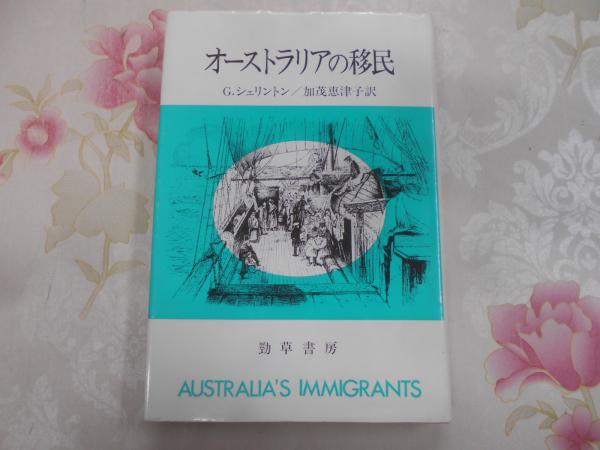 オーストラリアの移民
G.シェリントン／加茂恵津子訳
勁草書房
AUSTRALIA'S IMMIGRANTS